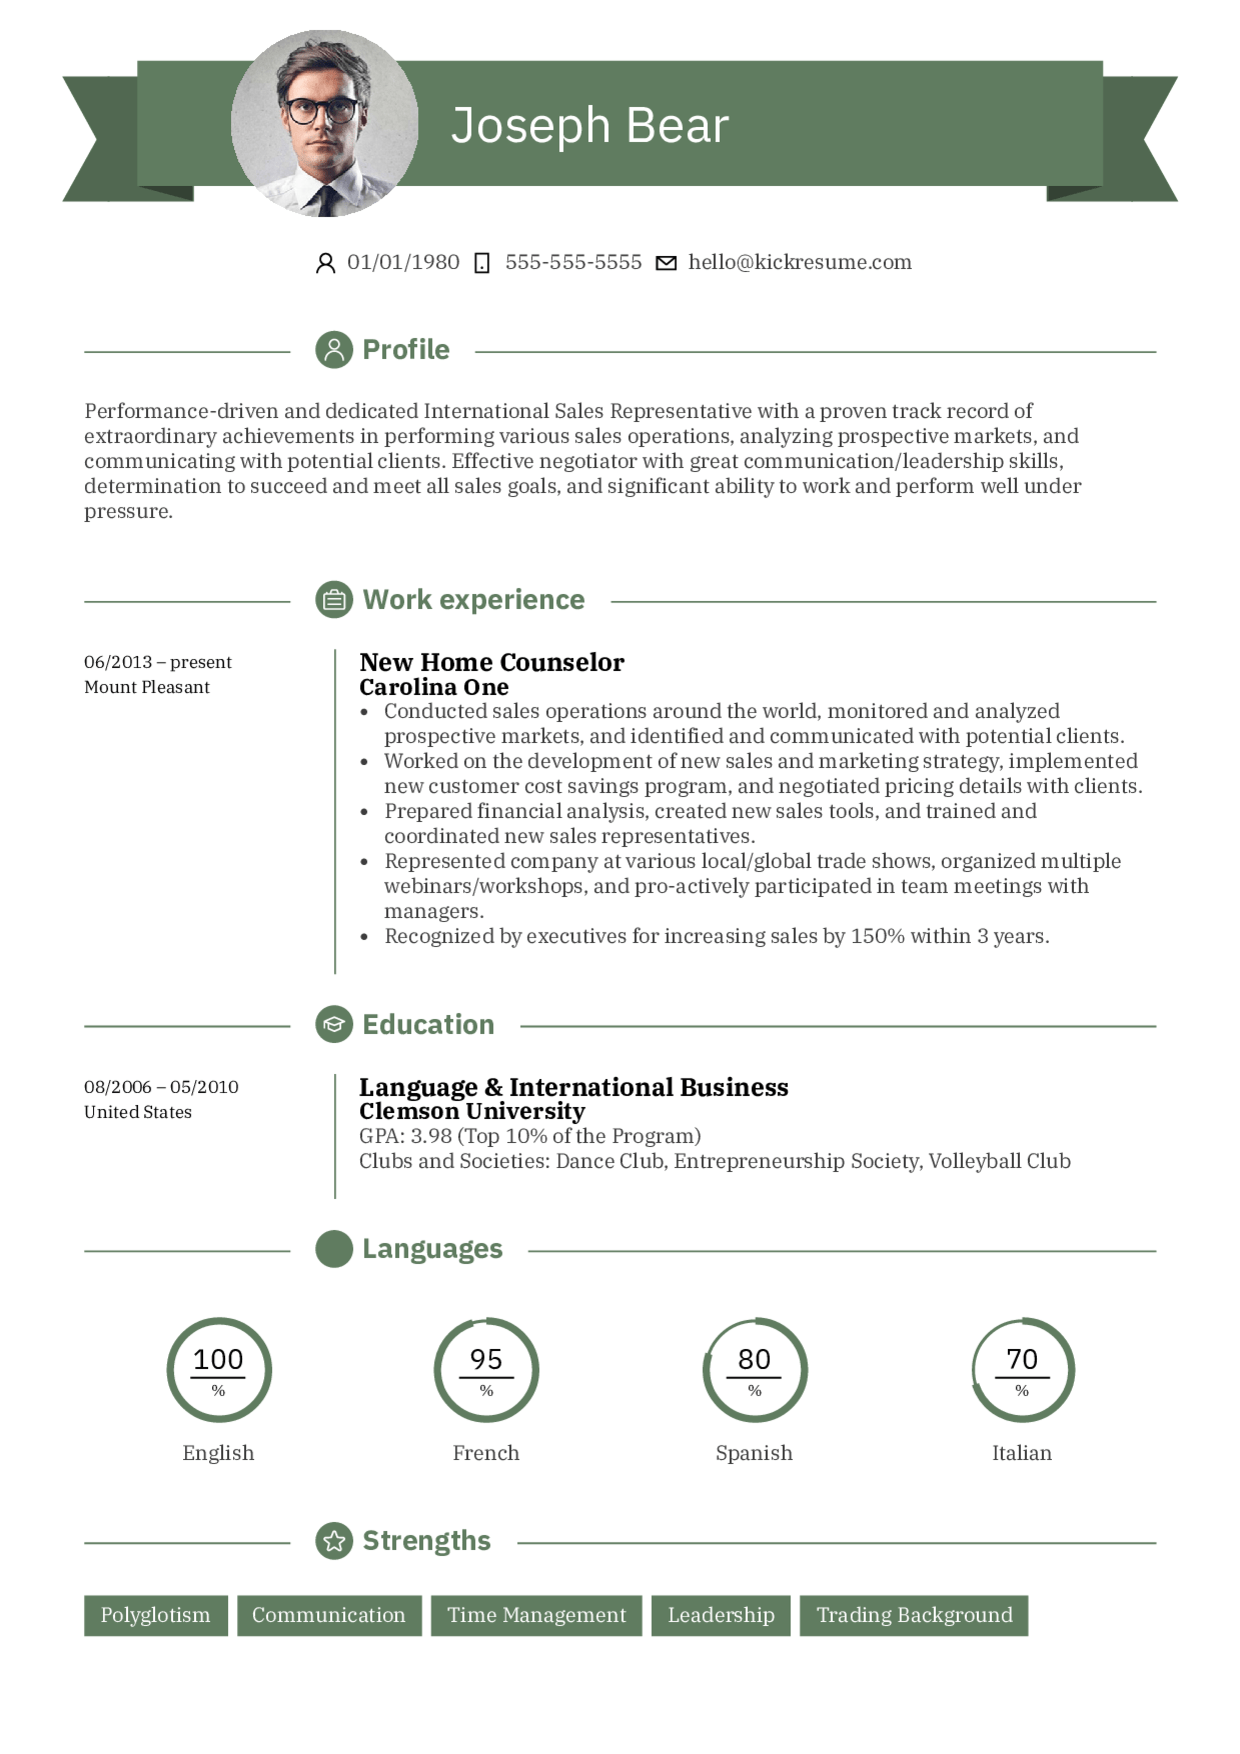 Joseph Bear
01/01/1980 555-555-5555 hello@kickresume.com
Profile
Performance-driven and dedicated International Sales Representative with a proven track record of
extraordinary achievements in performing various sales operations, analyzing prospective markets, and
communicating with potential clients. Effective negotiator with great communication/leadership skills,
determination to succeed and meet all sales goals, and significant ability to work and perform well under
pressure.
Work experience
06/2013 – present
Mount Pleasant
New Home Counselor
Carolina One
• Conducted sales operations around the world, monitored and analyzed
prospective markets, and identified and communicated with potential clients.
• Worked on the development of new sales and marketing strategy, implemented
new customer cost savings program, and negotiated pricing details with clients.
• Prepared financial analysis, created new sales tools, and trained and
coordinated new sales representatives.
• Represented company at various local/global trade shows, organized multiple
webinars/workshops, and pro-actively participated in team meetings with
managers.
• Recognized by executives for increasing sales by 150% within 3 years.
Education
08/2006 – 05/2010
United States
Language & International Business
Clemson University
GPA: 3.98 (Top 10% of the Program)
Clubs and Societies: Dance Club, Entrepreneurship Society, Volleyball Club
Languages
100
%
English
95
%
French
80
%
Spanish
70
%
Italian
Strengths
Polyglotism Communication Time Management Leadership Trading Background